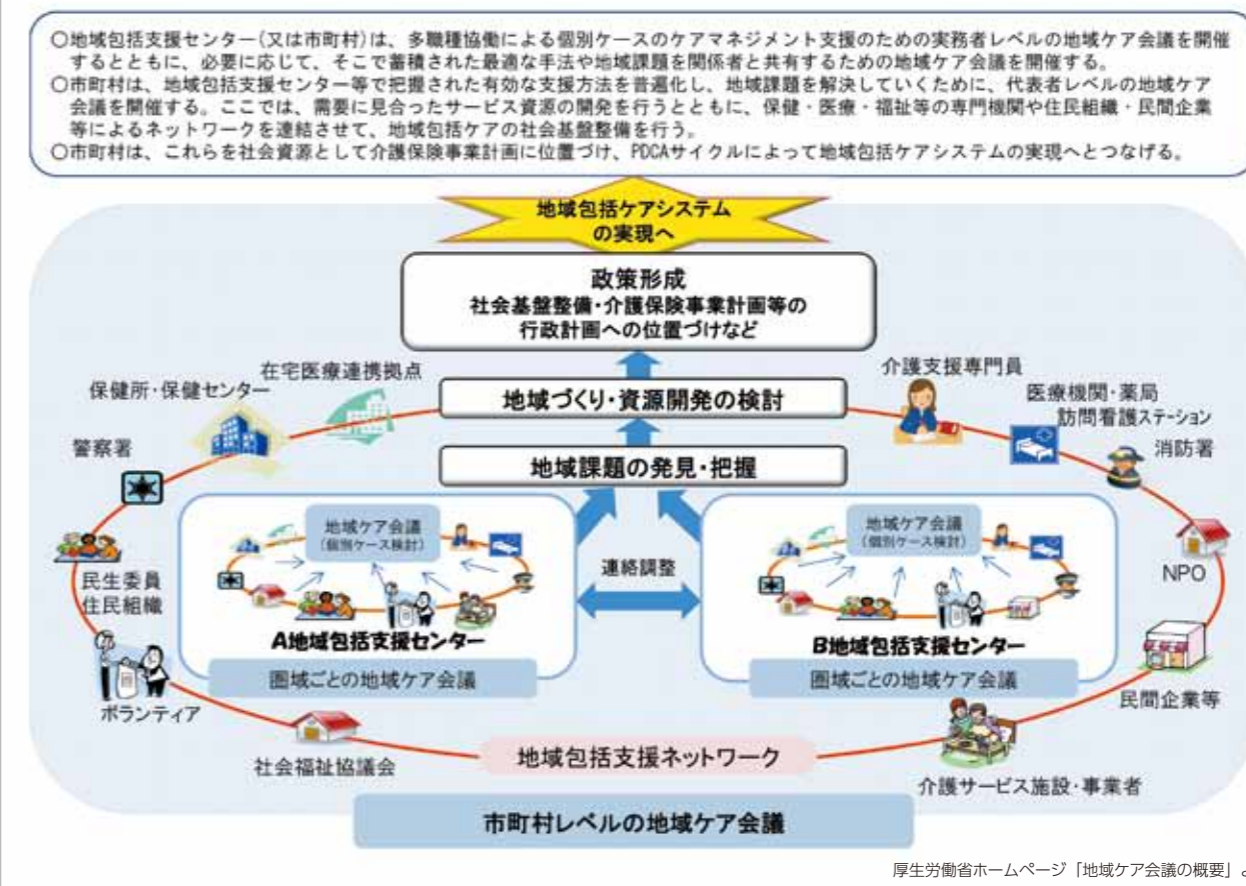 ○地域包括支援センター(又は市町村)は、多職種協働による個別ケースのケアマネジメント支援のための実務者レベルの地域ケア会議を開催
するとともに、必要に応じて、そこで蓄積された最適な手法や地域課題を関係者と共有するための地域ケア会議を開催する。
○市町村は、地域包括支援センター等で把握された有効な支援方法を普遍化し、地域課題を解決していくために、代表者レベルの地域ケア
会議を開催する。ここでは、需要に見合ったサービス資源の開発を行うとともに、保健・医療・福祉等の専門機関や住民組織・民間企業
等によるネットワークを連結させて、地域包括ケアの社会基盤整備を行う。
○市町村は、これらを社会資源として介護保険事業計画に位置づけ、PDCAサイクルによって地域包括ケアシステムの実現へとつなげる。
地域包括ケアシステム
の実現へ
政策形成
社会基盤整備・介護保険事業計画等の
行政計画への位置づけなど
在宅医療連携拠点
介護支援専門員
保健所・保健センター
地域づくり・資源開発の検討
医療機関・薬局
訪問看護ステーション
警察署
消防署
地域課題の発見・把握
地域ケア会議
(個別ケース検討)
地域ケア会議
(個別ケース検討)
連絡調整
民生委員
住民組織
NPO
A地域包括支援センター
B地域包括支援センター
圏域ごとの地域ケア会議
圏域ごとの地域ケア会議
ボランティア
民間企業等
社会福祉協議会
地域包括支援ネットワーク
介護サービス施設・事業者
市町村レベルの地域ケア会議
厚生労働省ホームページ「地域ケア会議の概要」